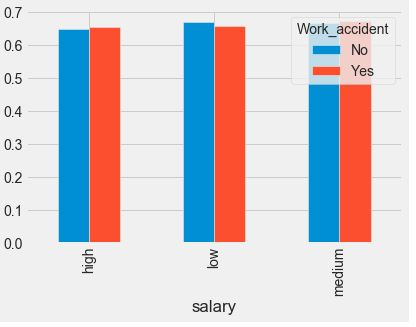 0.7
0.6
0.5
0.4
0.3
0.2
0.1
0.0
Work_accident
No
Yes
high
low
medium
salary